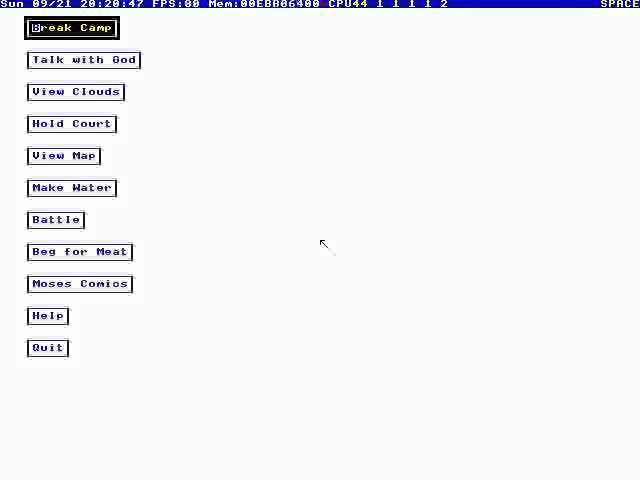 Sun 09/21 20:20:47 FPS:80 Mem:00EBB06400 CPU44 1 1 1 1 2 SPACE
Break Camp
Talk with God
View Clouds
Hold Court
View Map
Make Water
Battle
Beg for Meat
Moses Comics
Help
Quit